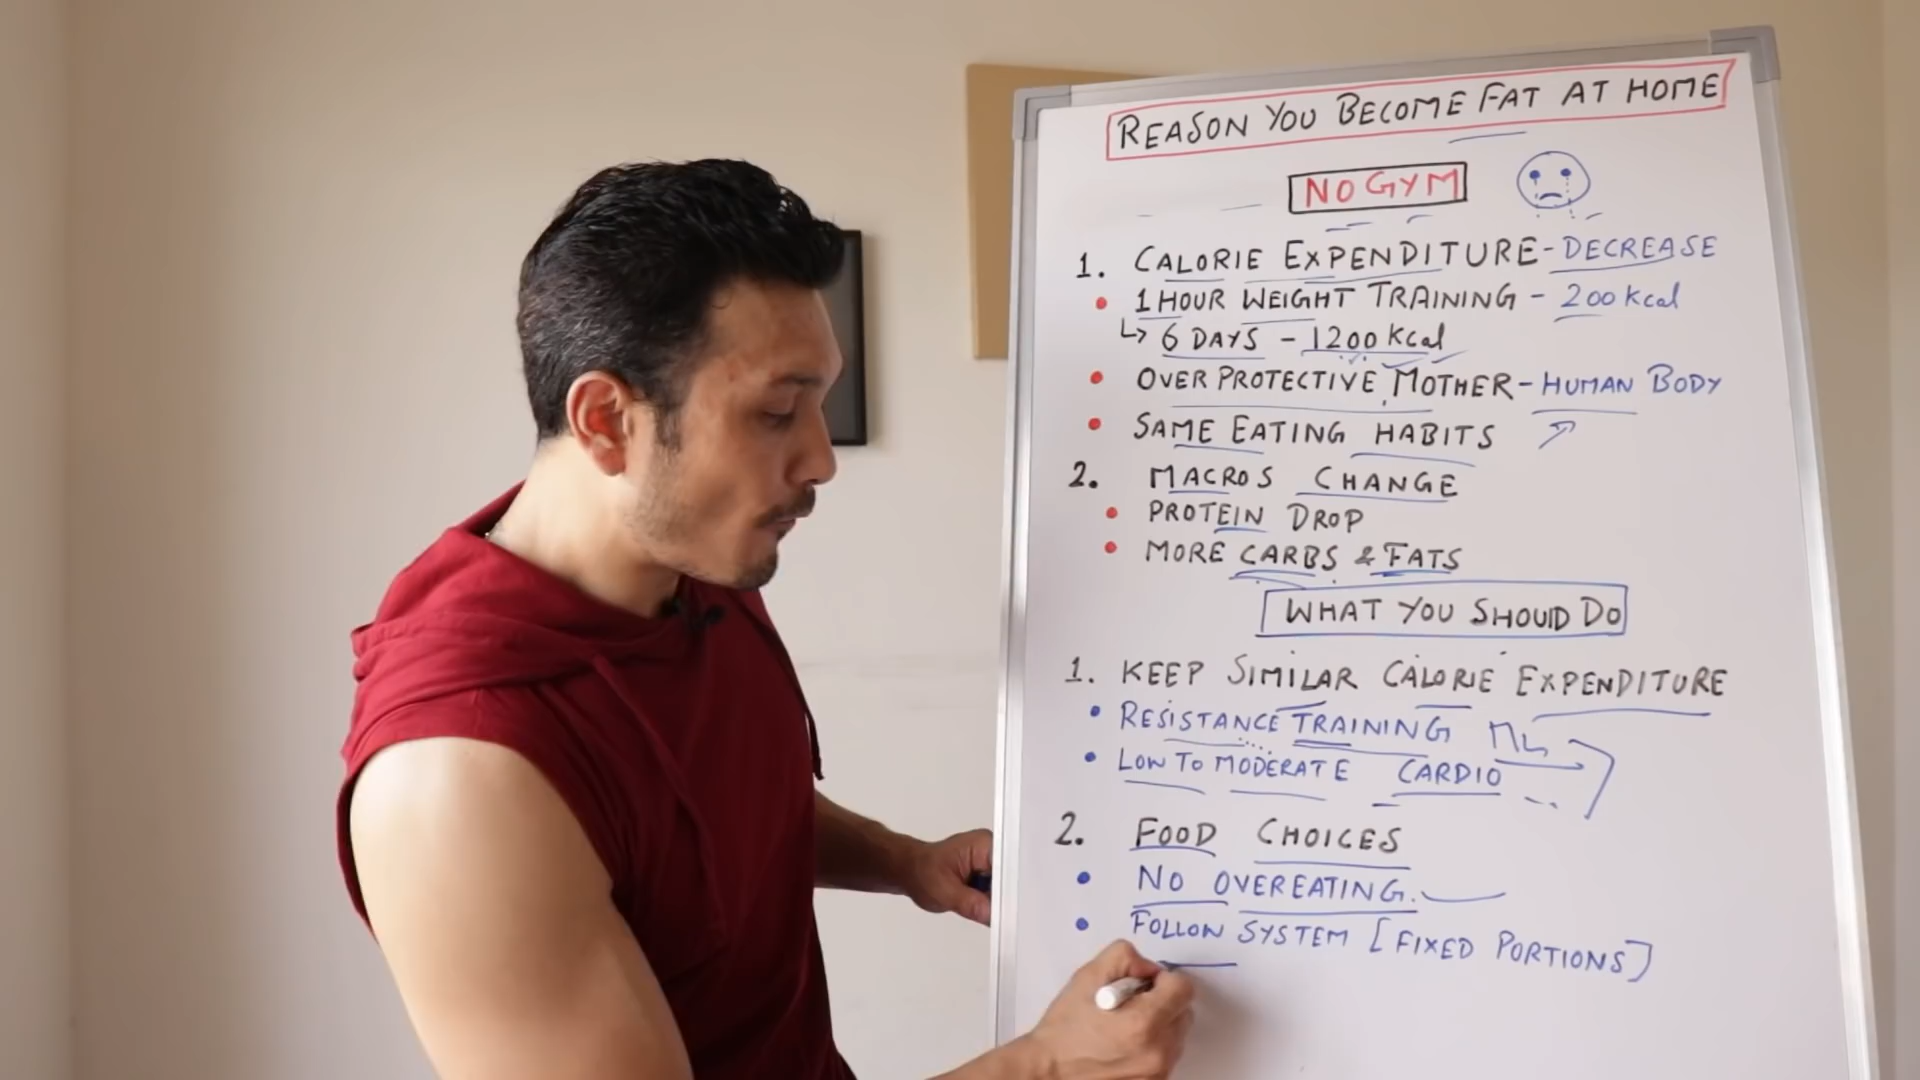 REASON YOU BECOME FAT AT HOME
NO GYM
1. CALORIE EXPENDITURE - DECREASE
• 1 HOUR WEIGHT TRAINING - 200 Kcal
↳ 6 DAYS - 1200 Kcal
• OVER PROTECTIVE MOTHER - HUMAN BODY
• SAME EATING HABITS
2. MACROS CHANGE
• PROTEIN DROP
• MORE CARBS & FATS
WHAT YOU SHOULD DO
1. KEEP SIMILAR CALORIE EXPENDITURE
• RESISTANCE TRAINING
• LOW TO MODERATE CARDIO
2. FOOD CHOICES
• NO OVEREATING.
• FOLLOW SYSTEM [FIXED PORTIONS]